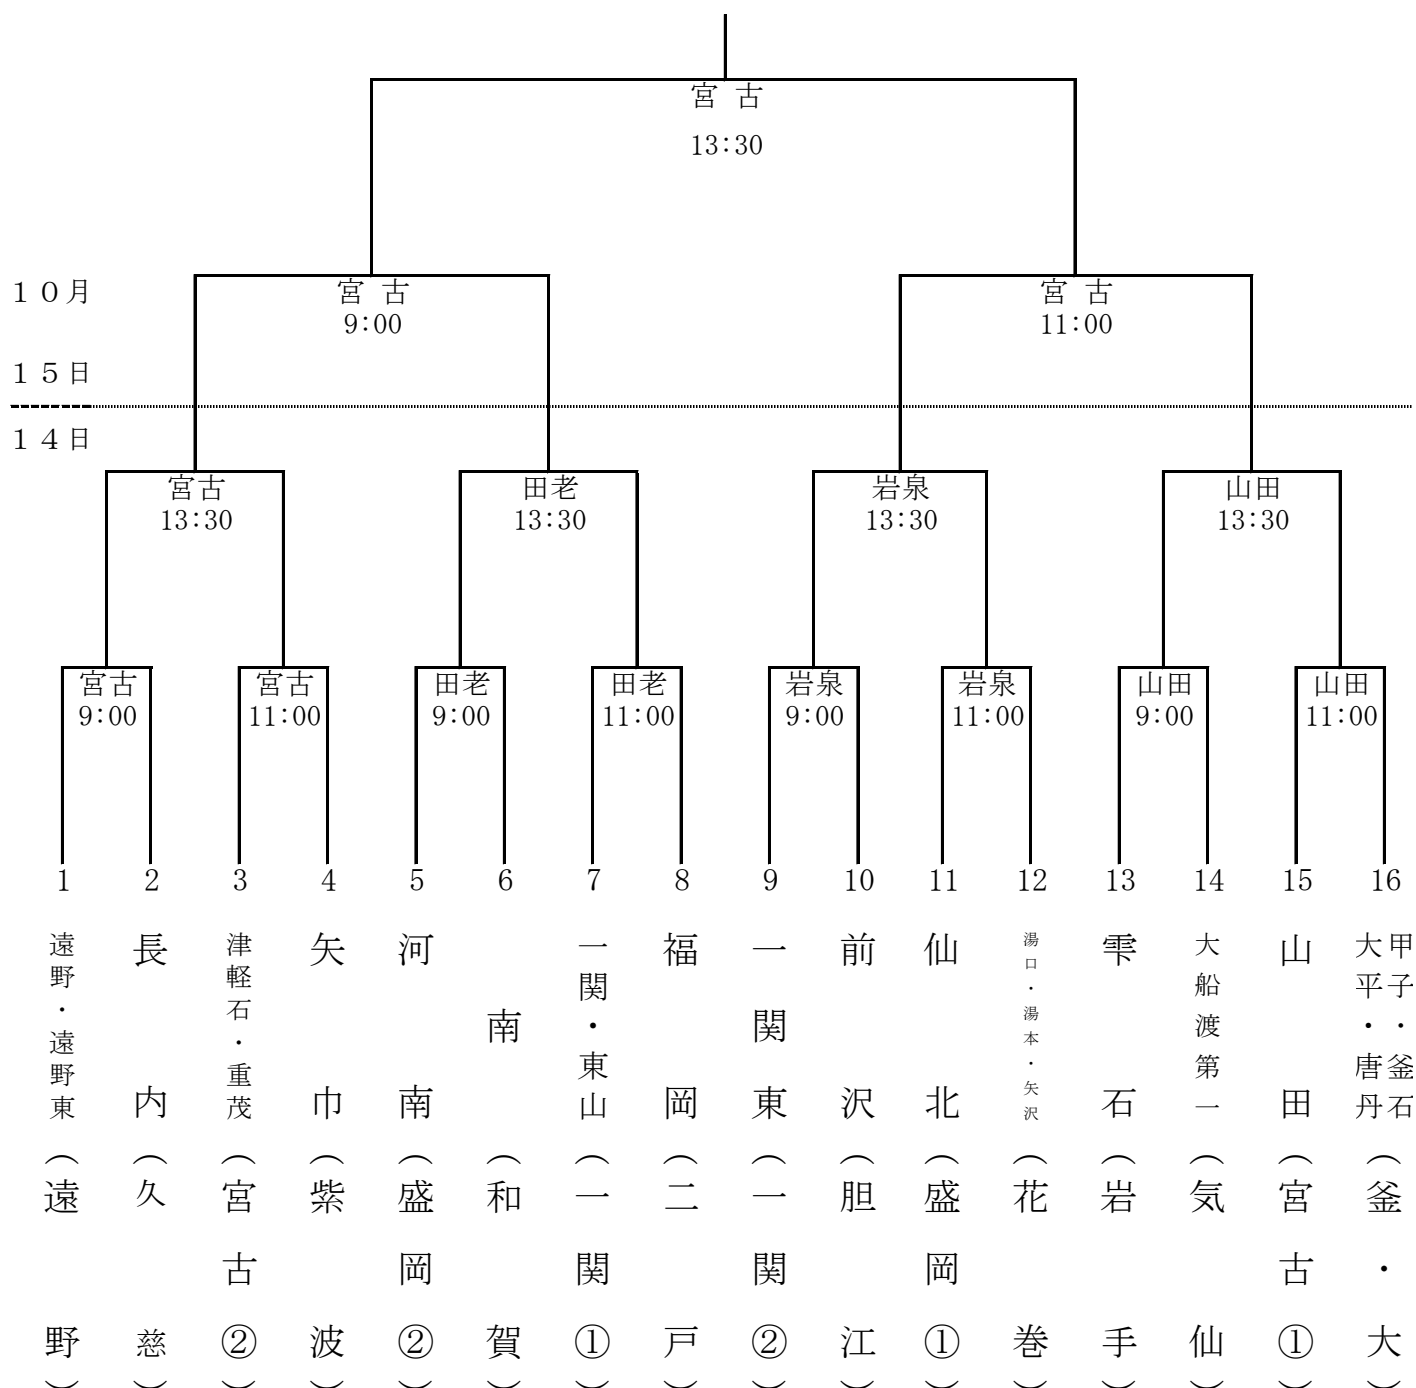 宮 古
13:30
10月
15日
14日
宮 古
9:00
宮 古
11:00
宮古
13:30
田老
13:30
岩泉
13:30
山田
13:30
宮古
9:00
宮古
11:00
田老
9:00
田老
11:00
岩泉
9:00
岩泉
11:00
山田
9:00
山田
11:00
1
2
3
4
5
6
7
8
9
10
11
12
13
14
15
16
遠野・遠野東
(遠野)
長内
(久慈)
津軽石・重茂
(宮古②)
矢巾
(紫波)
河南
(盛岡②)
南
(和賀)
一関・東山
(一関①)
福岡
(二戸)
一関東
(一関②)
前沢
(胆江)
仙北
(盛岡①)
湯口・湯本・矢沢
(花巻)
雫石
(岩手)
大船渡第一
(気仙)
山田
(宮古①)
甲子・釜石
大平・唐丹
(釜・大)